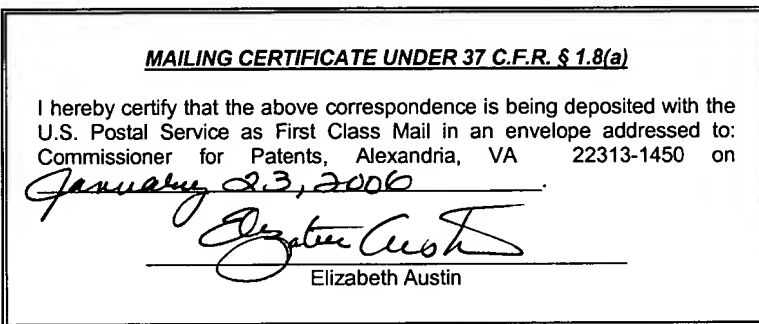 MAILING CERTIFICATE UNDER 37 C.F.R. § 1.8(a)
I hereby certify that the above correspondence is being deposited with the
U.S. Postal Service as First Class Mail in an envelope addressed to:
Commissioner for Patents, Alexandria, VA 22313-1450 on
January 23, 2006.
Elizabeth Austin
Elizabeth Austin